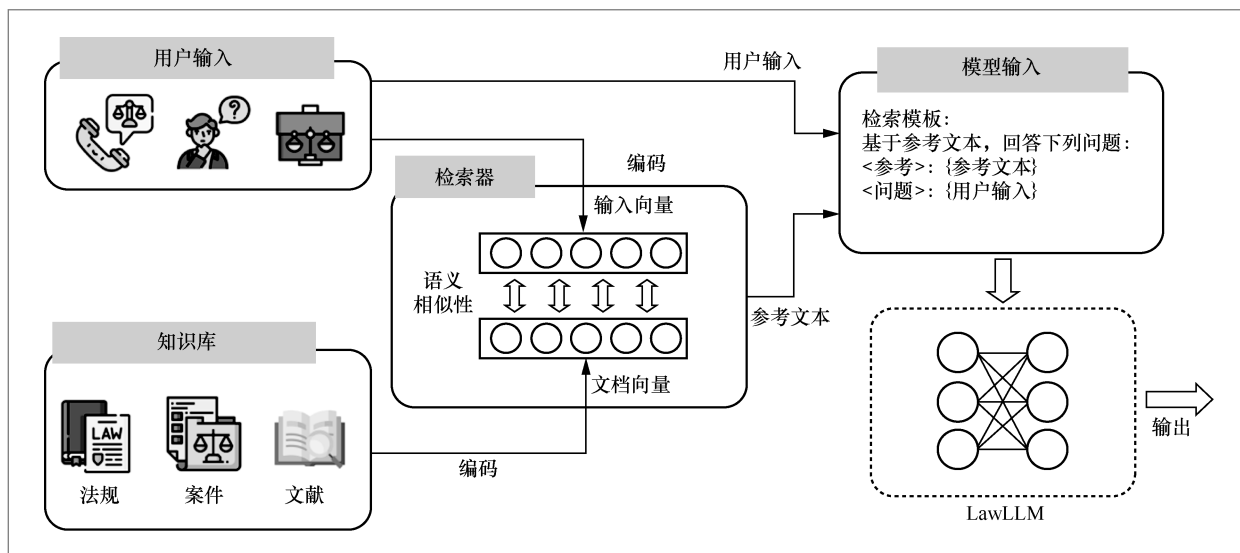 用户输入
用户输入
编码
检索器
输入向量
语义
相似性
文档向量
参考文本
知识库
LAW
法规
案件
文献
编码
模型输入
检索模板：
基于参考文本，回答下列问题：
<参考>：{参考文本}
<问题>：{用户输入}
LawLLM
输出
?